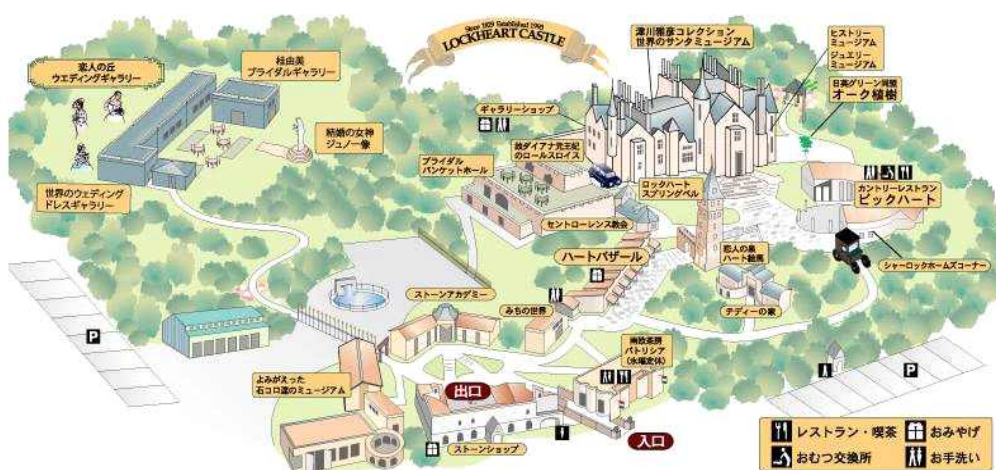 Since 1829 Established 1993
LOCKHEART CASTLE
津川雅彦コレクション
世界のサンタミュージアム
ヒストリー
ミュージアム
ジュエリー
ミュージアム
日英グリーン同盟
オーク植樹
恋人の丘
ウエディングギャラリー
桂由美
ブライダルギャラリー
結婚の女神
ジュノー像
世界のウェディング
ドレスギャラリー
ギャラリーショップ
故ダイアナ元王妃
のロールスロイス
ブライダル
バンケットホール
ロックハート
スプリングベル
セントローレンス教会
カントリーレストラン
ビックハート
シャーロックホームズコーナー
ハートバザール
恋人の泉
ハート絵馬
テディーの家
ストーンアカデミー
みちの世界
南欧茶房
パトリシア
(水曜定休)
よみがえった
石コロ達のミュージアム
出口
入口
ストーンショップ
P
P
レストラン・喫茶
おみやげ
おむつ交換所
お手洗い